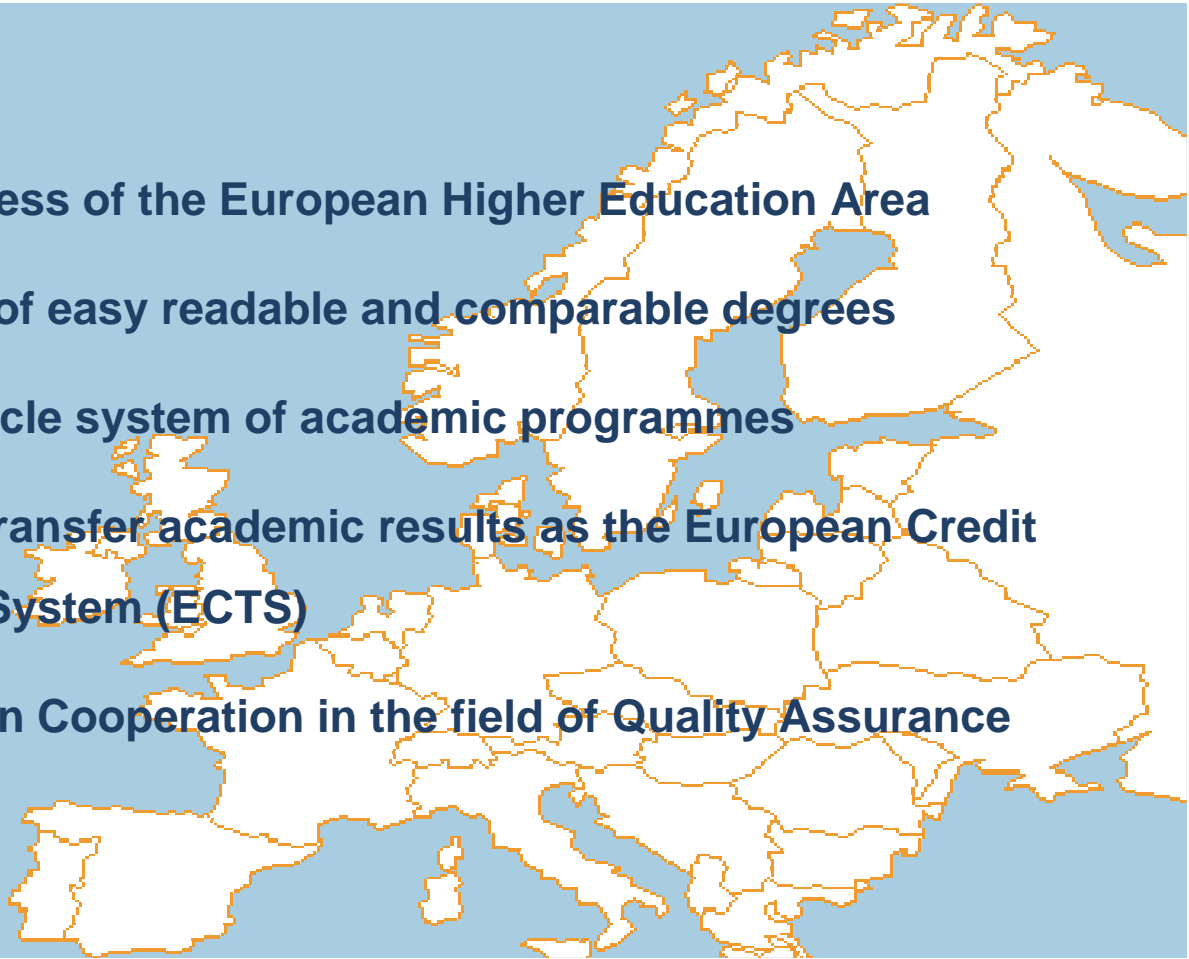 ess of the European Higher Education Area
of easy readable and comparable degrees
cle system of academic programmes
ransfer academic results as the European Credit
System (ECTS)
n Cooperation in the field of Quality Assurance